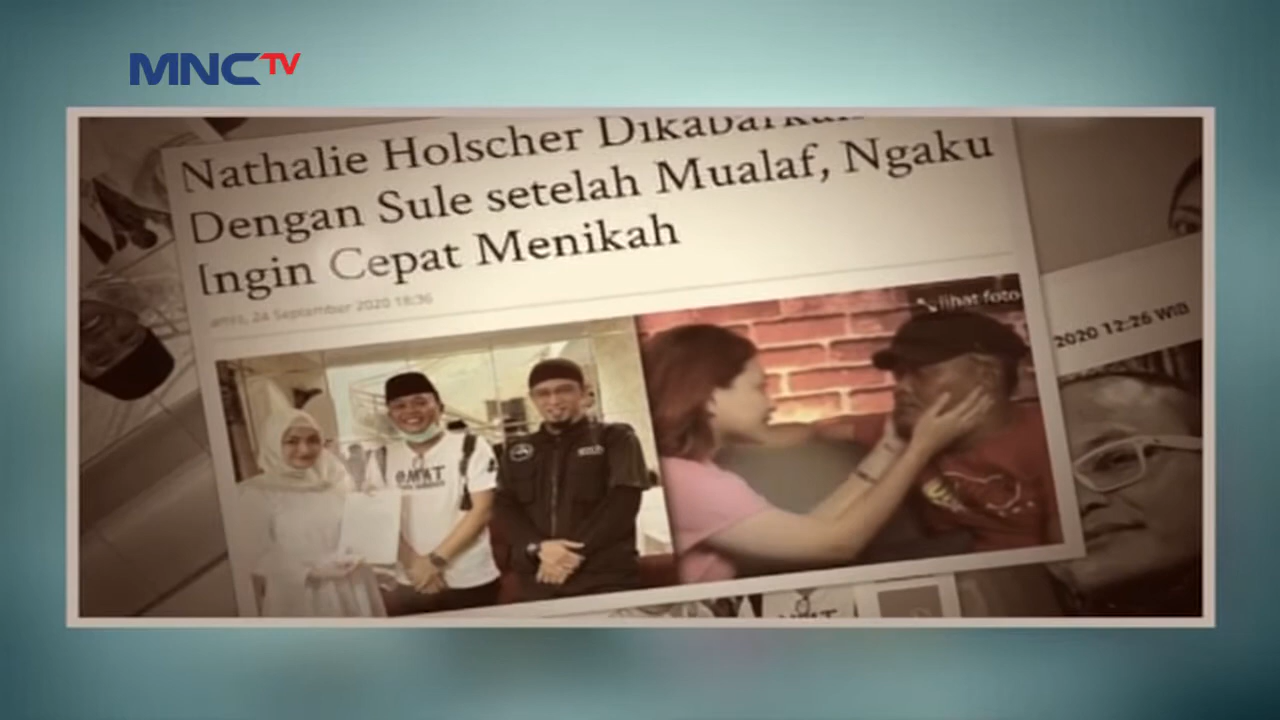 MNCTV
Nathalie Holscher Dikabarkan
Dengan Sule setelah Mualaf, Ngaku
Ingin Cepat Menikah
24 September 2020 18:36
lihat foto
2020 12:26 WIB